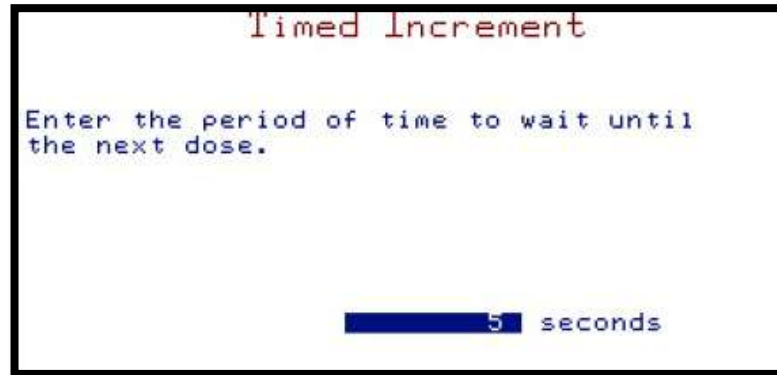 Timed Increment
Enter the period of time to wait until
the next dose.
5 seconds